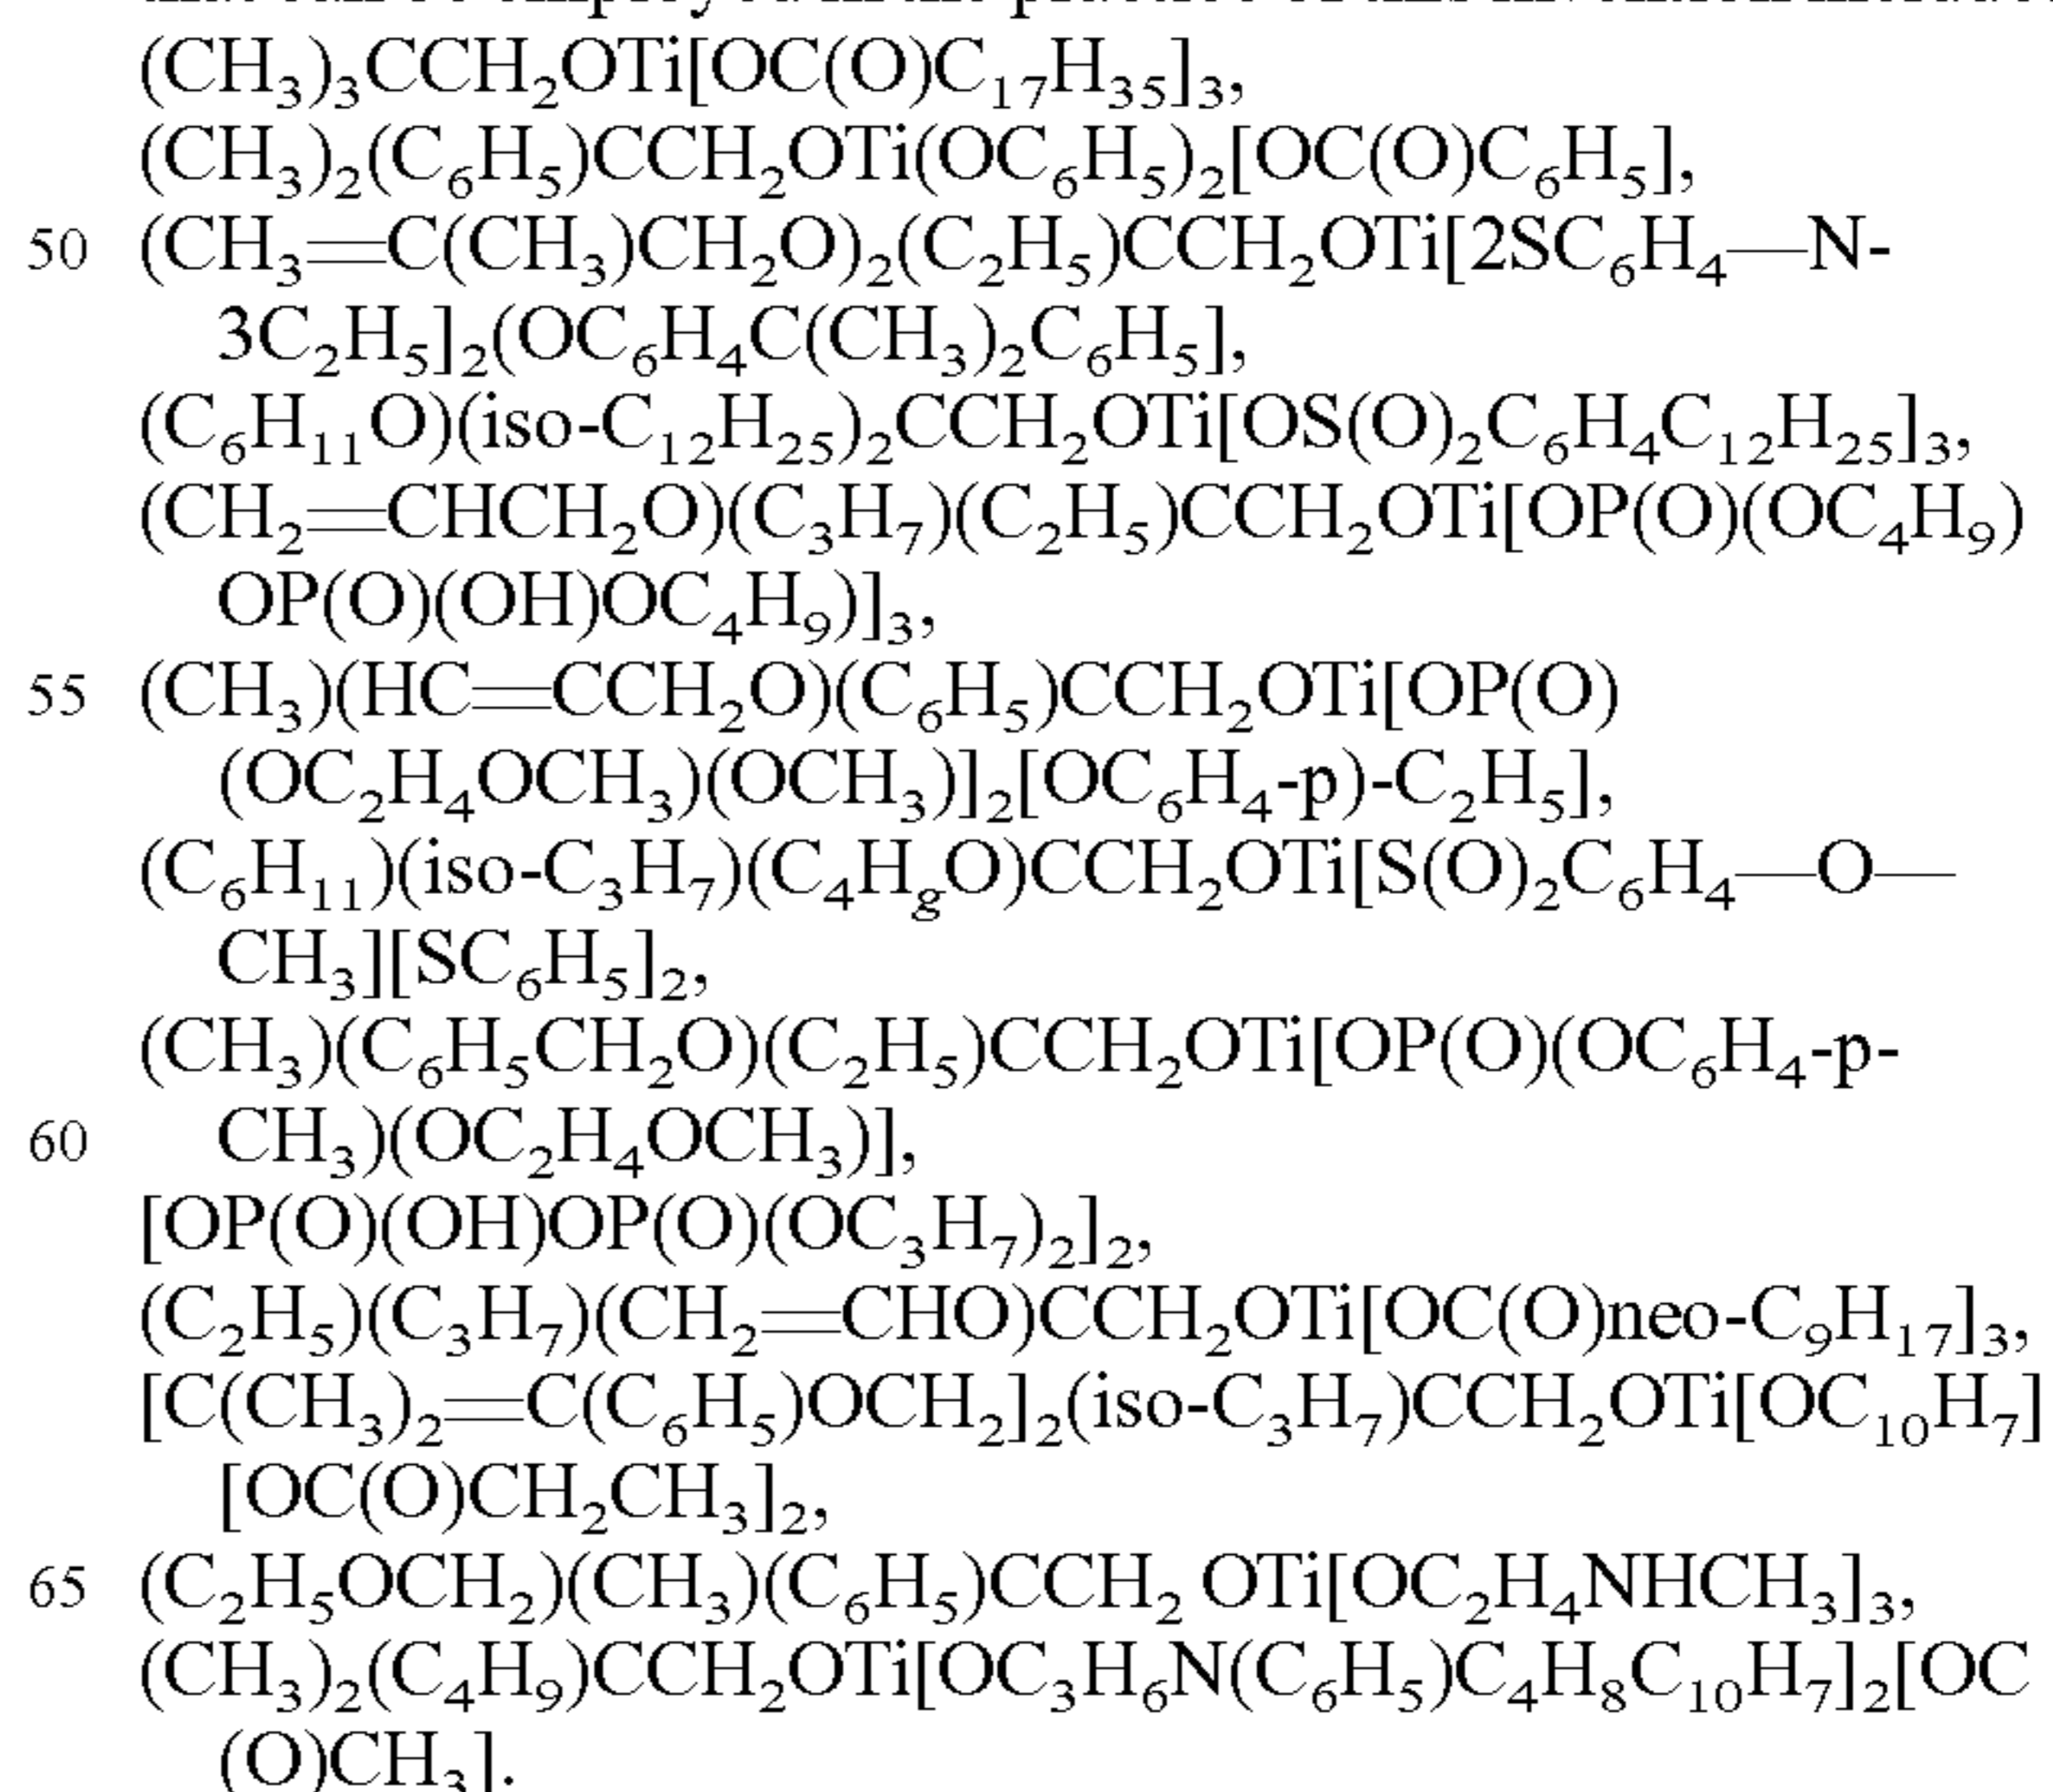 (CH₃)₃CCH₂OTi[OC(O)C₁₇H₃₅]₃,
(CH₃)₂(C₆H₅)CCH₂OTi(OC₆H₅)₂[OC(O)C₆H₅],
50 (CH₃═C(CH₃)CH₂O)₂(C₂H₅)CCH₂OTi[2SC₆H₄—N-
3C₂H₅]₂(OC₆H₄C(CH₃)₂C₆H₅],
(C₆H₁₁O)(iso-C₁₂H₂₅)₂CCH₂OTi[OS(O)₂C₆H₄C₁₂H₂₅]₃,
(CH₂═CHCH₂O)(C₃H₇)(C₂H₅)CCH₂OTi[OP(O)(OC₄H₉)
OP(O)(OH)OC₄H₉)]₃,
55 (CH₃)(HC═CCH₂O)(C₆H₅)CCH₂OTi[OP(O)
(OC₂H₄OCH₃)(OCH₃)]₂[OC₆H₄-p)-C₂H₅],
(C₆H₁₁)(iso-C₃H₇)(C₄H<sub>g</sub>O)CCH₂OTi[S(O)₂C₆H₄—O—
CH₃][SC₆H₅]₂,
(CH₃)(C₆H₅CH₂O)(C₂H₅)CCH₂OTi[OP(O)(OC₆H₄-p-
60 CH₃)(OC₂H₄OCH₃)],
[OP(O)(OH)OP(O)(OC₃H₇)₂]₂,
(C₂H₅)(C₃H₇)(CH₂═CHO)CCH₂OTi[OC(O)neo-C₉H₁₇]₃,
[C(CH₃)₂═C(C₆H₅)OCH₂]₂(iso-C₃H₇)CCH₂OTi[OC₁₀H₇]
[OC(O)CH₂CH₃]₂,
65 (C₂H₅OCH₂)(CH₃)(C₆H₅)CCH₂ OTi[OC₂H₄NHCH₃]₃,
(CH₃)₂(C₄H₉)CCH₂OTi[OC₃H₆N(C₆H₅)C₄H₈C₁₀H₇]₂[OC
(O)CH₃].